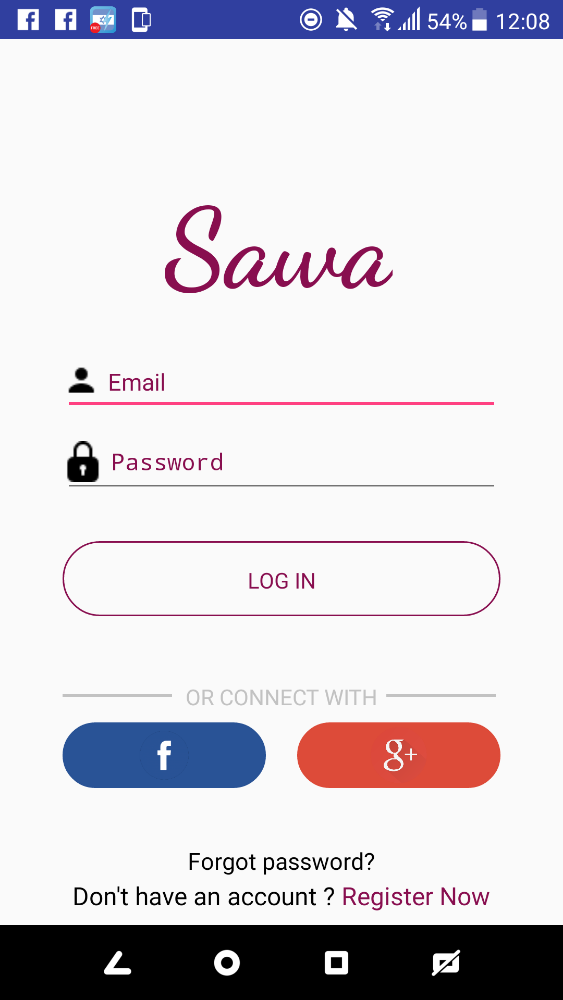 54% 12:08
Sawa
Email
Password
LOG IN
OR CONNECT WITH
f g+
Forgot password?
Don't have an account ? Register Now